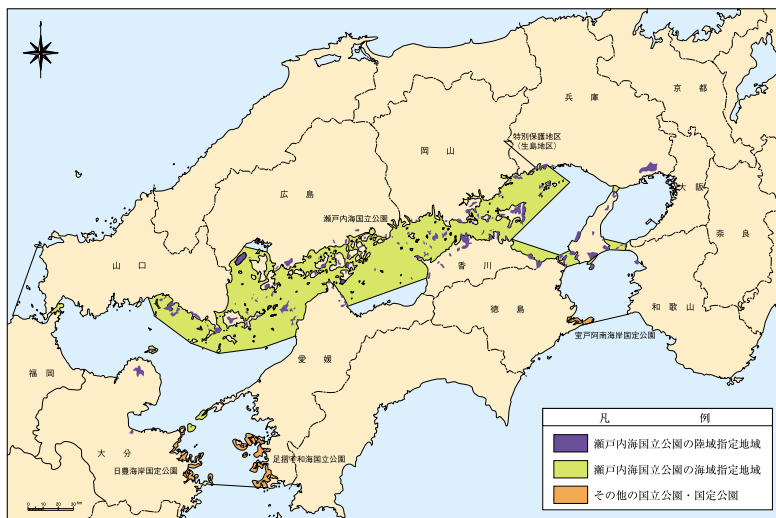 京都
兵庫
特別保護地区
（生島地区）
岡山
広島
大阪
瀬戸内海国立公園
奈良
山口
香川
徳島
和歌山
室戸阿南海岸国定公園
愛媛
福岡
大分
足摺宇和海国立公園
日豊海岸国定公園
凡例
瀬戸内海国立公園の陸域指定地域
瀬戸内海国立公園の海域指定地域
その他の国立公園・国定公園
0 10 20 30km